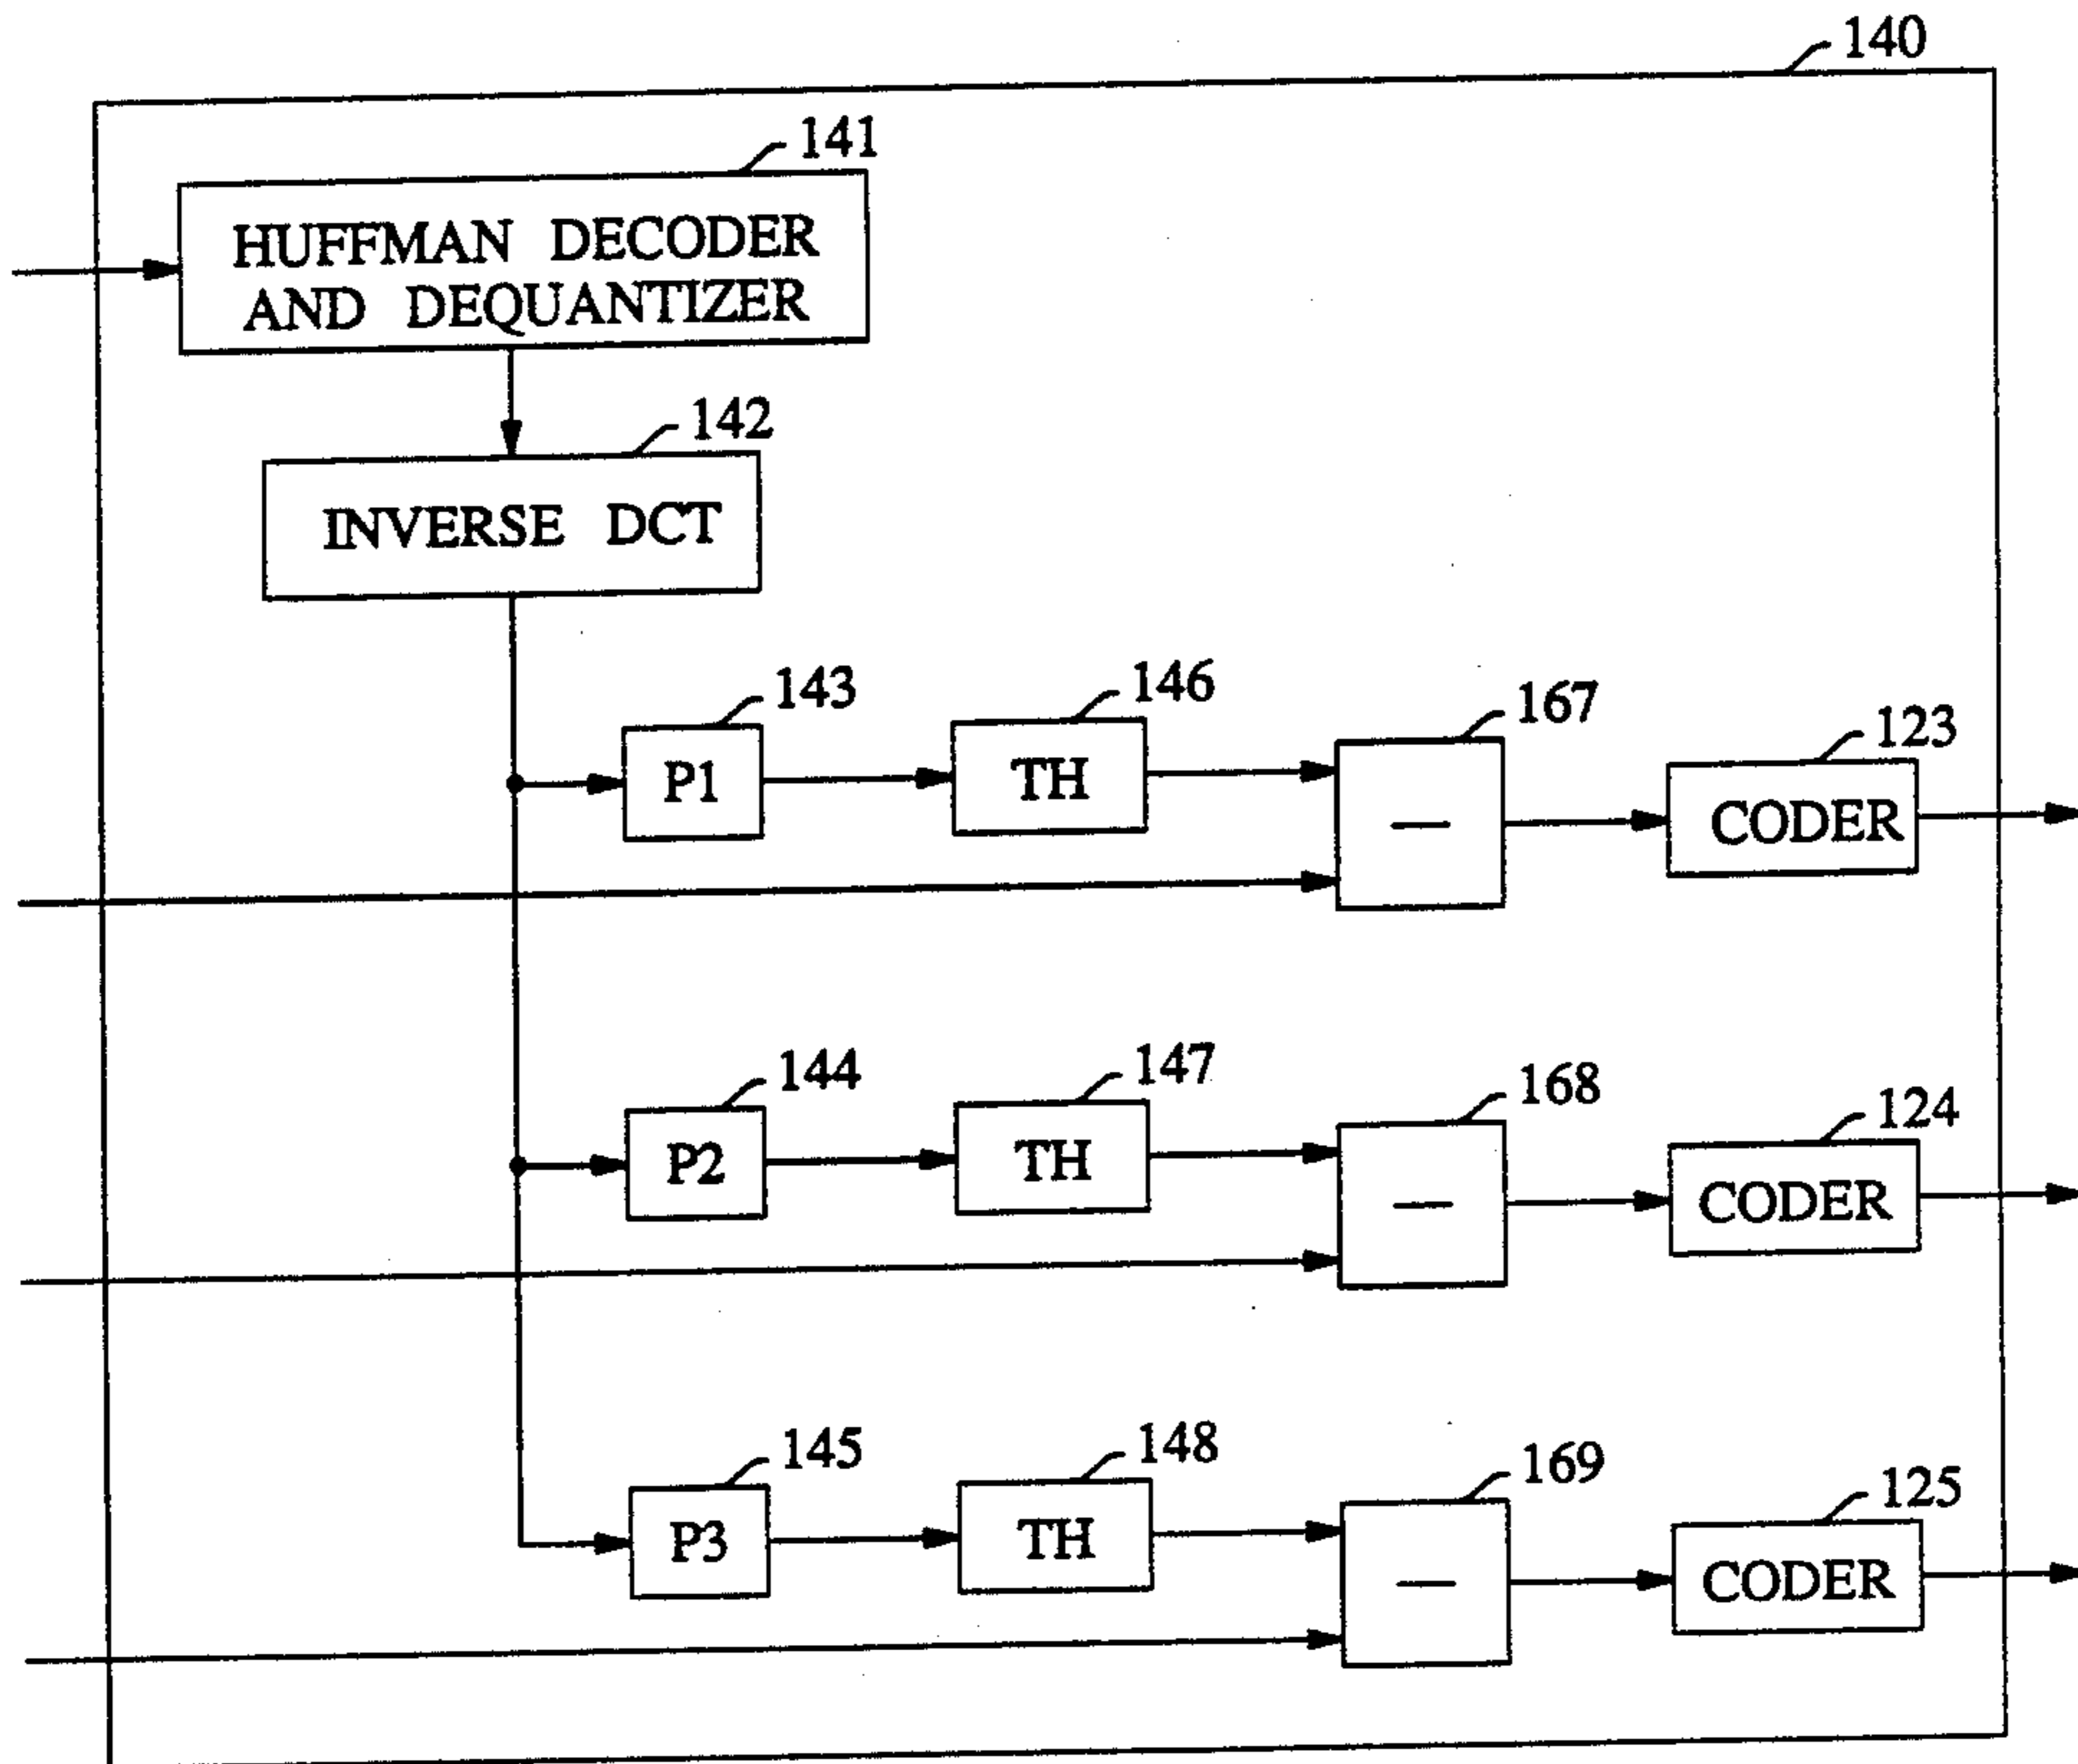 140
141
HUFFMAN DECODER
AND DEQUANTIZER
142
INVERSE DCT
143
146
167
123
P1
TH
—
CODER
144
147
168
124
P2
TH
—
CODER
145
148
169
125
P3
TH
—
CODER